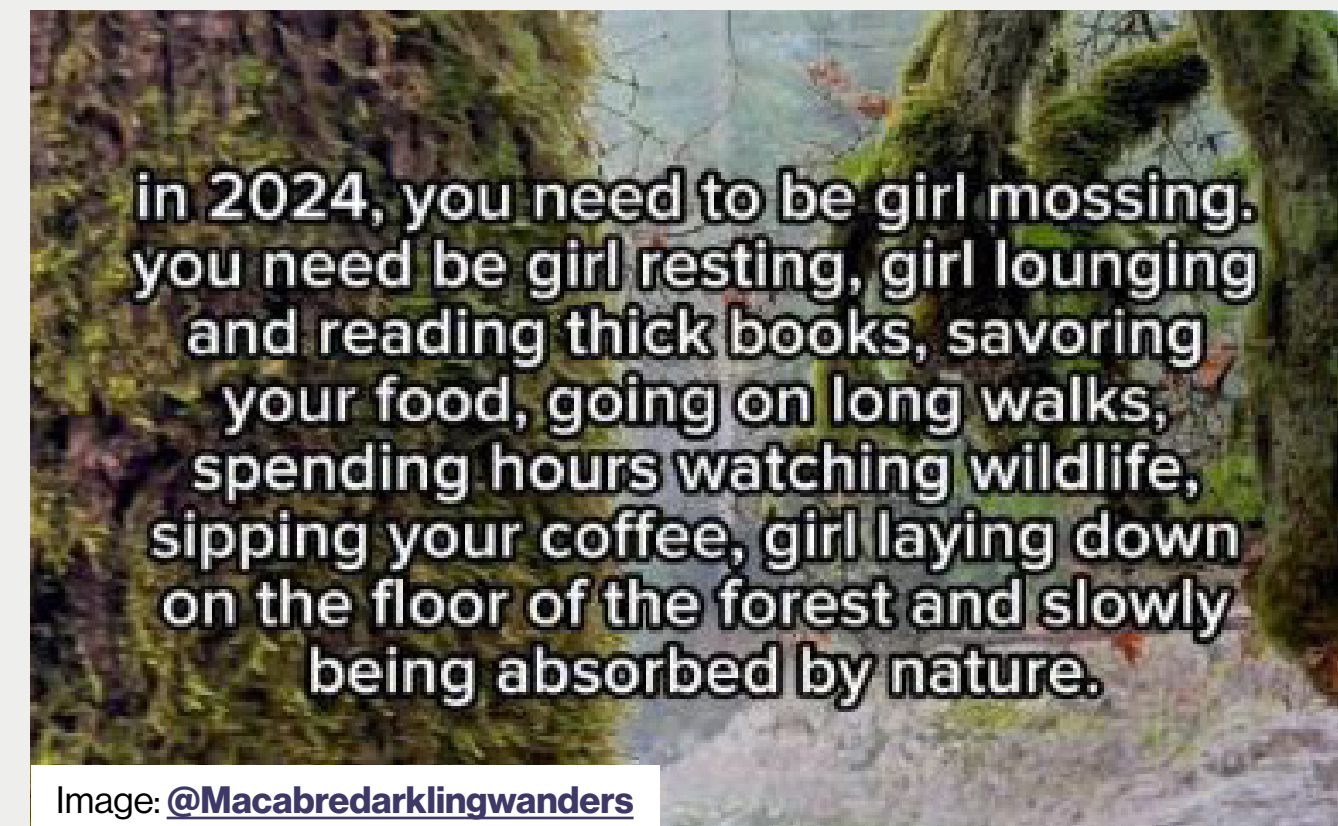 in 2024, you need to be girl mossing.
you need be girl resting, girl lounging
and reading thick books, savoring
your food, going on long walks,
spending hours watching wildlife,
sipping your coffee, girl laying down
on the floor of the forest and slowly
being absorbed by nature.
Image: @Macabredarklingwanders